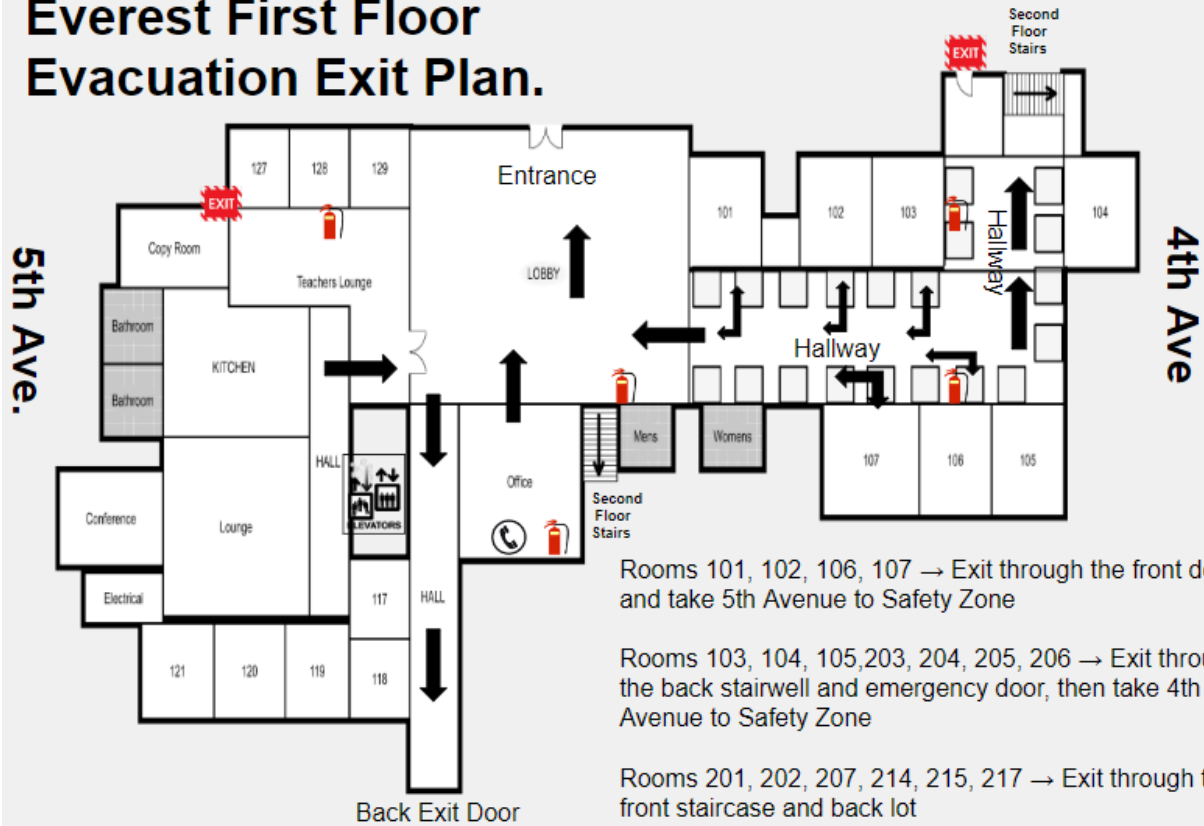 Everest First Floor
Evacuation Exit Plan.
Second
Floor
Stairs
EXIT
127
128
129
Entrance
101
102
103
104
EXIT
Copy Room
Teachers Lounge
LOBBY
Hallway
5th Ave.
4th Ave
Bathroom
KITCHEN
Hallway
Bathroom
HALL
Mens
Womens
107
106
105
Conference
Lounge
ELEVATORS
Office
Second
Floor
Stairs
Electrical
117
HALL
121
120
119
118
Back Exit Door
Rooms 101, 102, 106, 107 → Exit through the front
and take 5th Avenue to Safety Zone
Rooms 103, 104, 105,203, 204, 205, 206 → Exit
the back stairwell and emergency door, then take 4th
Avenue to Safety Zone
Rooms 201, 202, 207, 214, 215, 217 → Exit through
front staircase and back lot